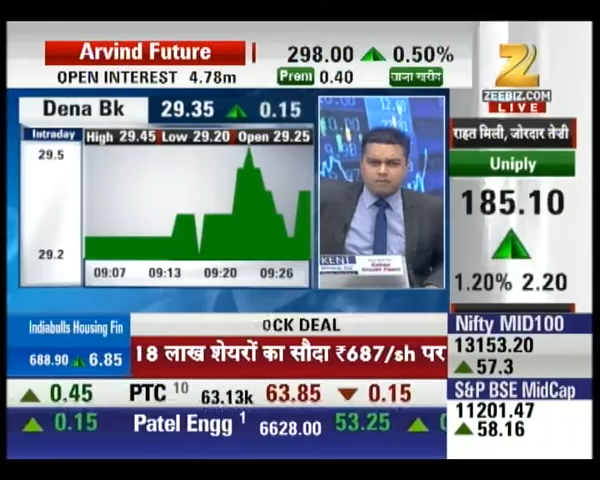 Arvind Future
298.00 0.50%
OPEN INTEREST 4.78m
Prem 0.40
ताज़ा खरीद
Z
ZEEBIZ.COM
LIVE
Dena Bk 29.35 0.15
Intraday
High 29.45 Low 29.20 Open 29.25
29.5
29.2
09:07 09:13 09:20 09:26
KENT
राहत मिली, जोरदार तेज़ी
Uniply
185.10
1.20% 2.20
Indiabulls Housing Fin
688.90 6.85
OCK DEAL
18 लाख शेयरों का सौदा ₹687/sh पर
Nifty MID100
13153.20
57.3
S&P BSE MidCap
11201.47
58.16
0.45 PTC 10 63.13k 63.85 0.15
0.15 Patel Engg 1 6628.00 53.25